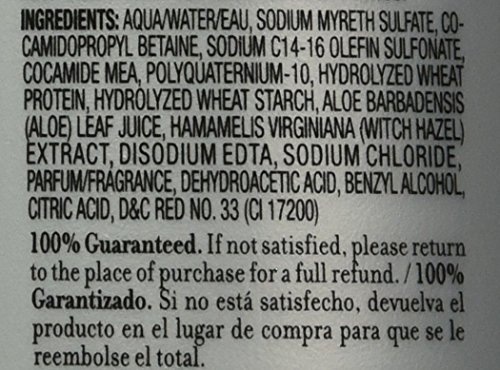 INGREDIENTS: AQUA/WATER/EAU, SODIUM MYRETH SULFATE, CO-
CAMIDOPROPYL BETAINE, SODIUM C14-16 OLEFIN SULFONATE,
COCAMIDE MEA, POLYQUATERNIUM-10, HYDROLYZED WHEAT
PROTEIN, HYDROLYZED WHEAT STARCH, ALOE BARBADENSIS
(ALOE) LEAF JUICE, HAMAMELIS VIRGINIANA (WITCH HAZEL)
EXTRACT, DISODIUM EDTA, SODIUM CHLORIDE,
PARFUM/FRAGRANCE, DEHYDROACETIC ACID, BENZYL ALCOHOL,
CITRIC ACID, D&C RED NO. 33 (CI 17200)
100% Guaranteed. If not satisfied, please return
to the place of purchase for a full refund. / 100%
Garantizado. Si no está satisfecho, devuelva el
producto en el lugar de compra para que se le
reembolse el total.